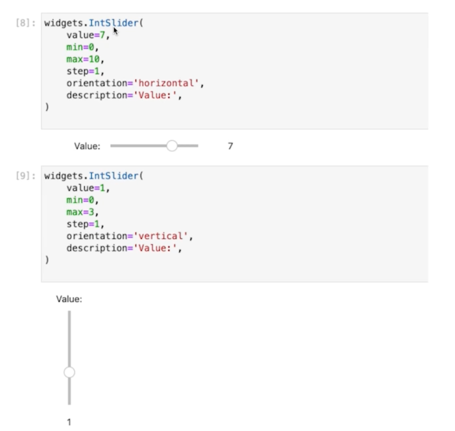 [8]: widgets.IntSlider(
value=7,
min=0,
max=10,
step=1,
orientation='horizontal',
description='Value:',
)
Value: 7
[9]: widgets.IntSlider(
value=1,
min=0,
max=3,
step=1,
orientation='vertical',
description='Value:',
)
Value:
1